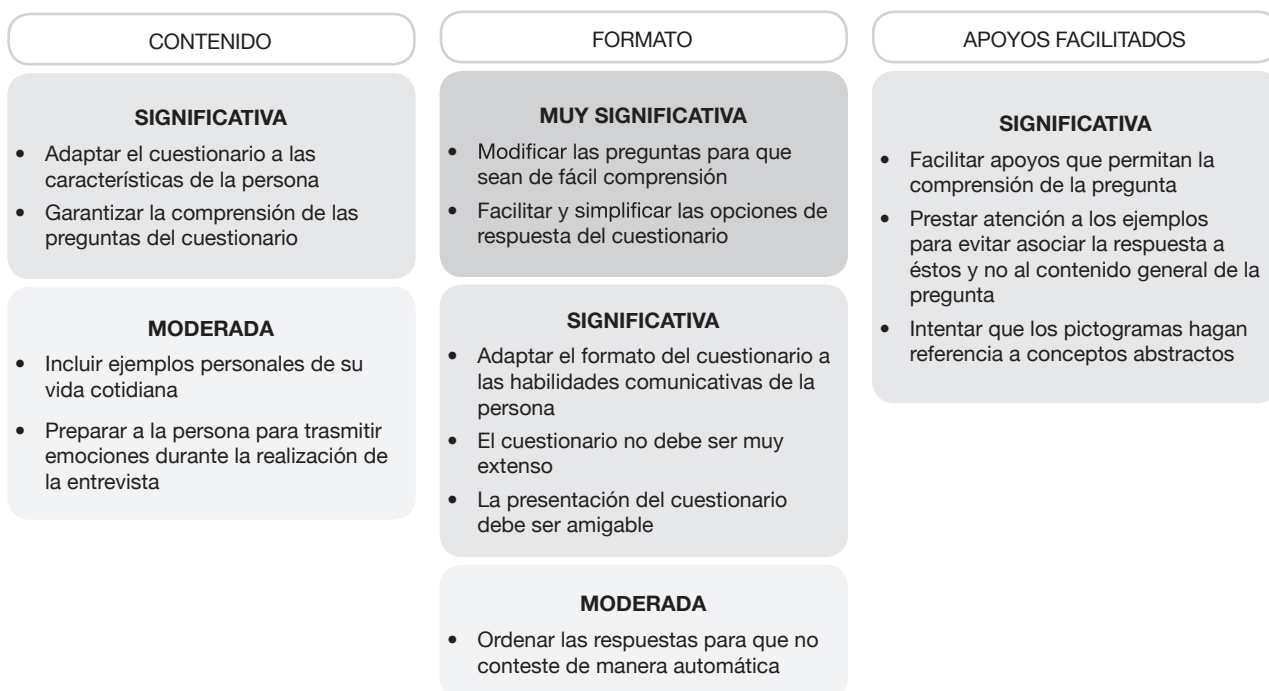 CONTENIDO
SIGNIFICATIVA
• Adaptar el cuestionario a las
características de la persona
• Garantizar la comprensión de las
preguntas del cuestionario
MODERADA
• Incluir ejemplos personales de su
vida cotidiana
• Preparar a la persona para trasmitir
emociones durante la realización de
la entrevista
FORMATO
MUY SIGNIFICATIVA
• Modificar las preguntas para que
sean de fácil comprensión
• Facilitar y simplificar las opciones de
respuesta del cuestionario
SIGNIFICATIVA
• Adaptar el formato del cuestionario a
las habilidades comunicativas de la
persona
• El cuestionario no debe ser muy
extenso
• La presentación del cuestionario
debe ser amigable
MODERADA
• Ordenar las respuestas para que no
conteste de manera automática
APOYOS FACILITADOS
SIGNIFICATIVA
• Facilitar apoyos que permitan la
comprensión de la pregunta
• Prestar atención a los ejemplos
para evitar asociar la respuesta a
éstos y no al contenido general de la
pregunta
• Intentar que los pictogramas hagan
referencia a conceptos abstractos